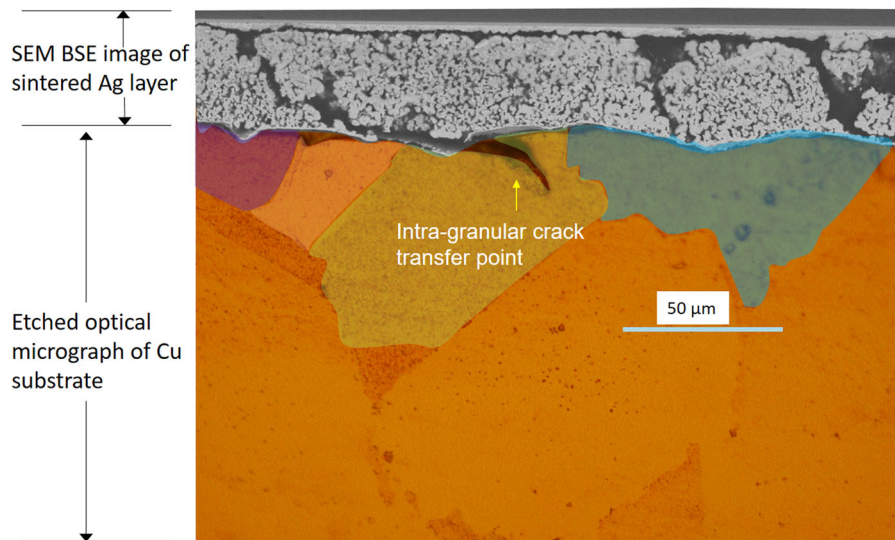 SEM BSE image of
sintered Ag layer
Intra-granular crack
transfer point
50 µm
Etched optical
micrograph of Cu
substrate